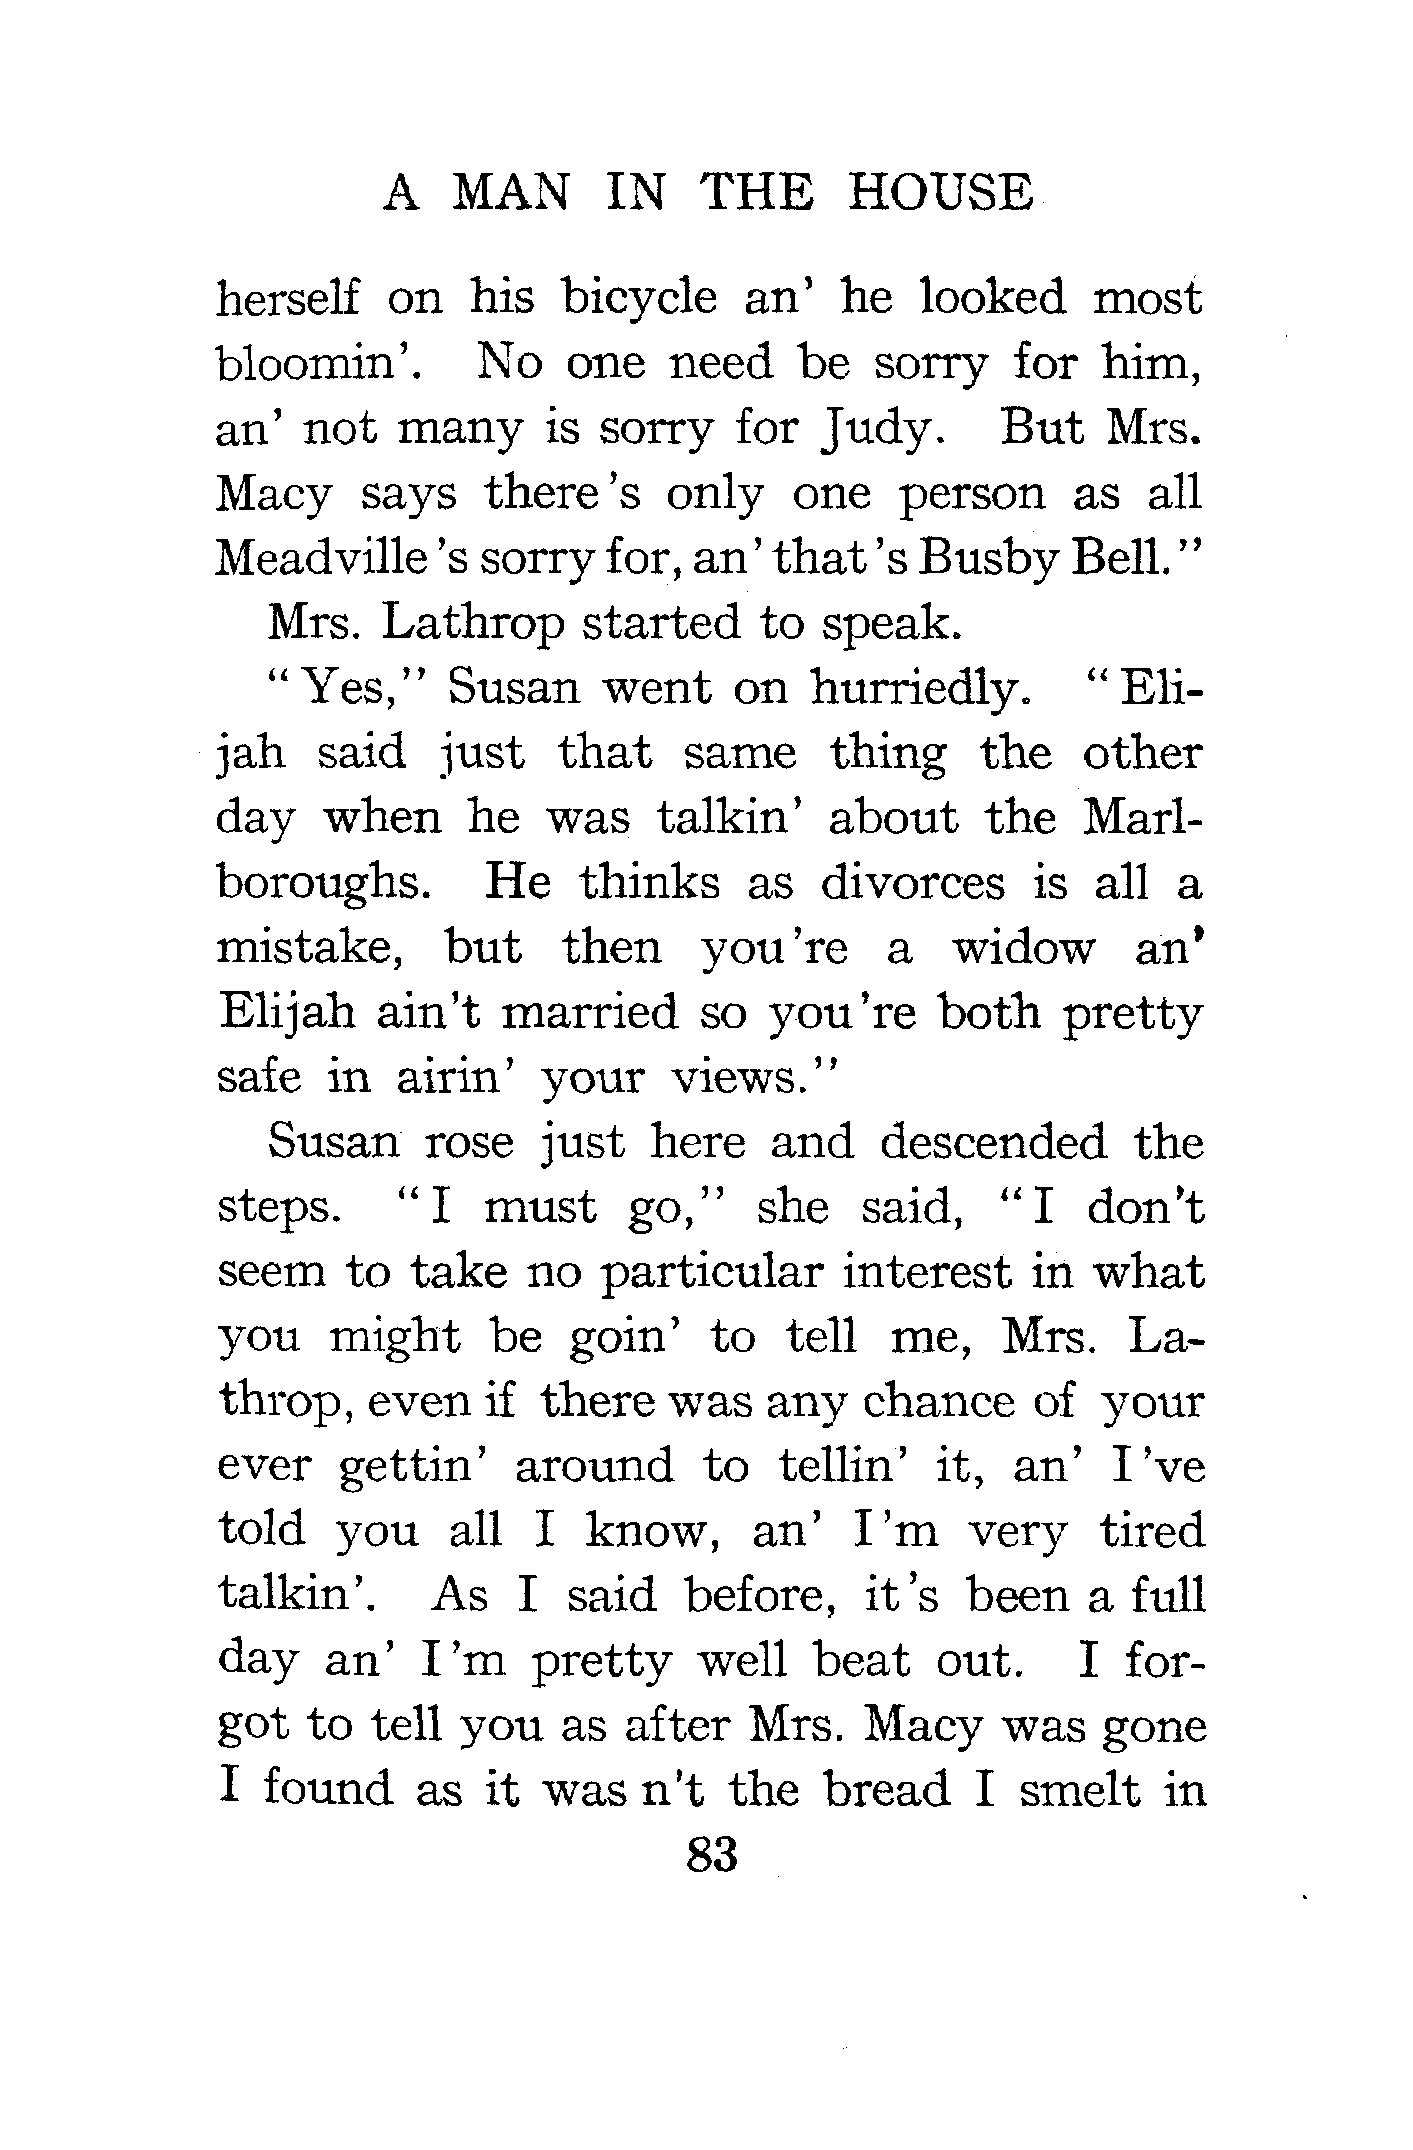 A MAN IN THE HOUSE
herself on his bicycle an' he looked most
bloomin'. No one need be sorry for him,
an' not many is sorry for Judy. But Mrs.
Macy says there 's only one person as all
Meadville 's sorry for, an' that 's Busby Bell."
Mrs. Lathrop started to speak.
" Yes," Susan went on hurriedly. " Eli-
jah said just that same thing the other
day when he was talkin' about the Marl-
boroughs. He thinks as divorces is all a
mistake, but then you 're a widow an'
Elijah ain't married so you 're both pretty
safe in airin' your views."
Susan rose just here and descended the
steps. " I must go," she said, " I don't
seem to take no particular interest in what
you might be goin' to tell me, Mrs. La-
throp, even if there was any chance of your
ever gettin' around to tellin' it, an' I 've
told you all I know, an' I 'm very tired
talkin'. As I said before, it 's been a full
day an' I 'm pretty well beat out. I for-
got to tell you as after Mrs. Macy was gone
I found as it was n't the bread I smelt in
83